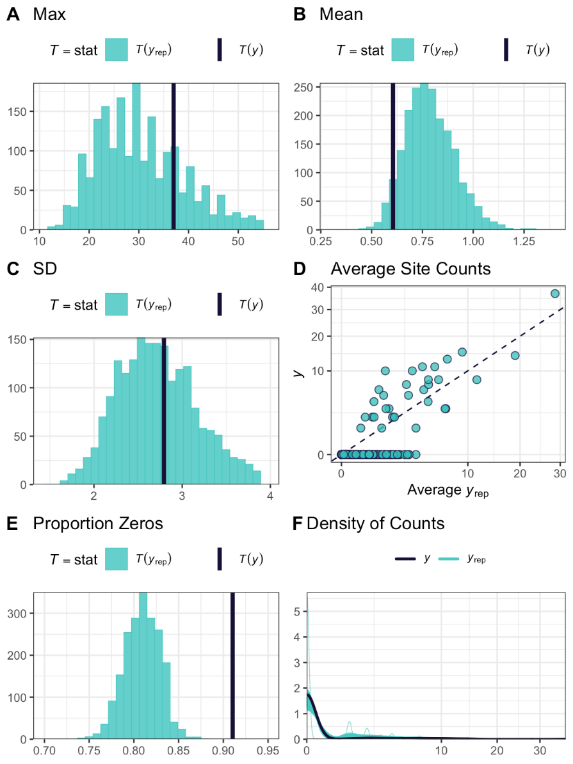 A Max
T = stat T(yrep) T(y)
150
100
50
0
10 20 30 40 50
B Mean
T = stat T(yrep) T(y)
250
200
150
100
50
0
0.25 0.50 0.75 1.00 1.25
C SD
T = stat T(yrep) T(y)
150
100
50
0
2 3 4
D Average Site Counts
y
40
30
20
10
0
0 10 20 30
Average yrep
E Proportion Zeros
T = stat T(yrep) T(y)
300
200
100
0
0.70 0.75 0.80 0.85 0.90 0.95
F Density of Counts
y yrep
5
4
3
2
1
0
0 10 20 30